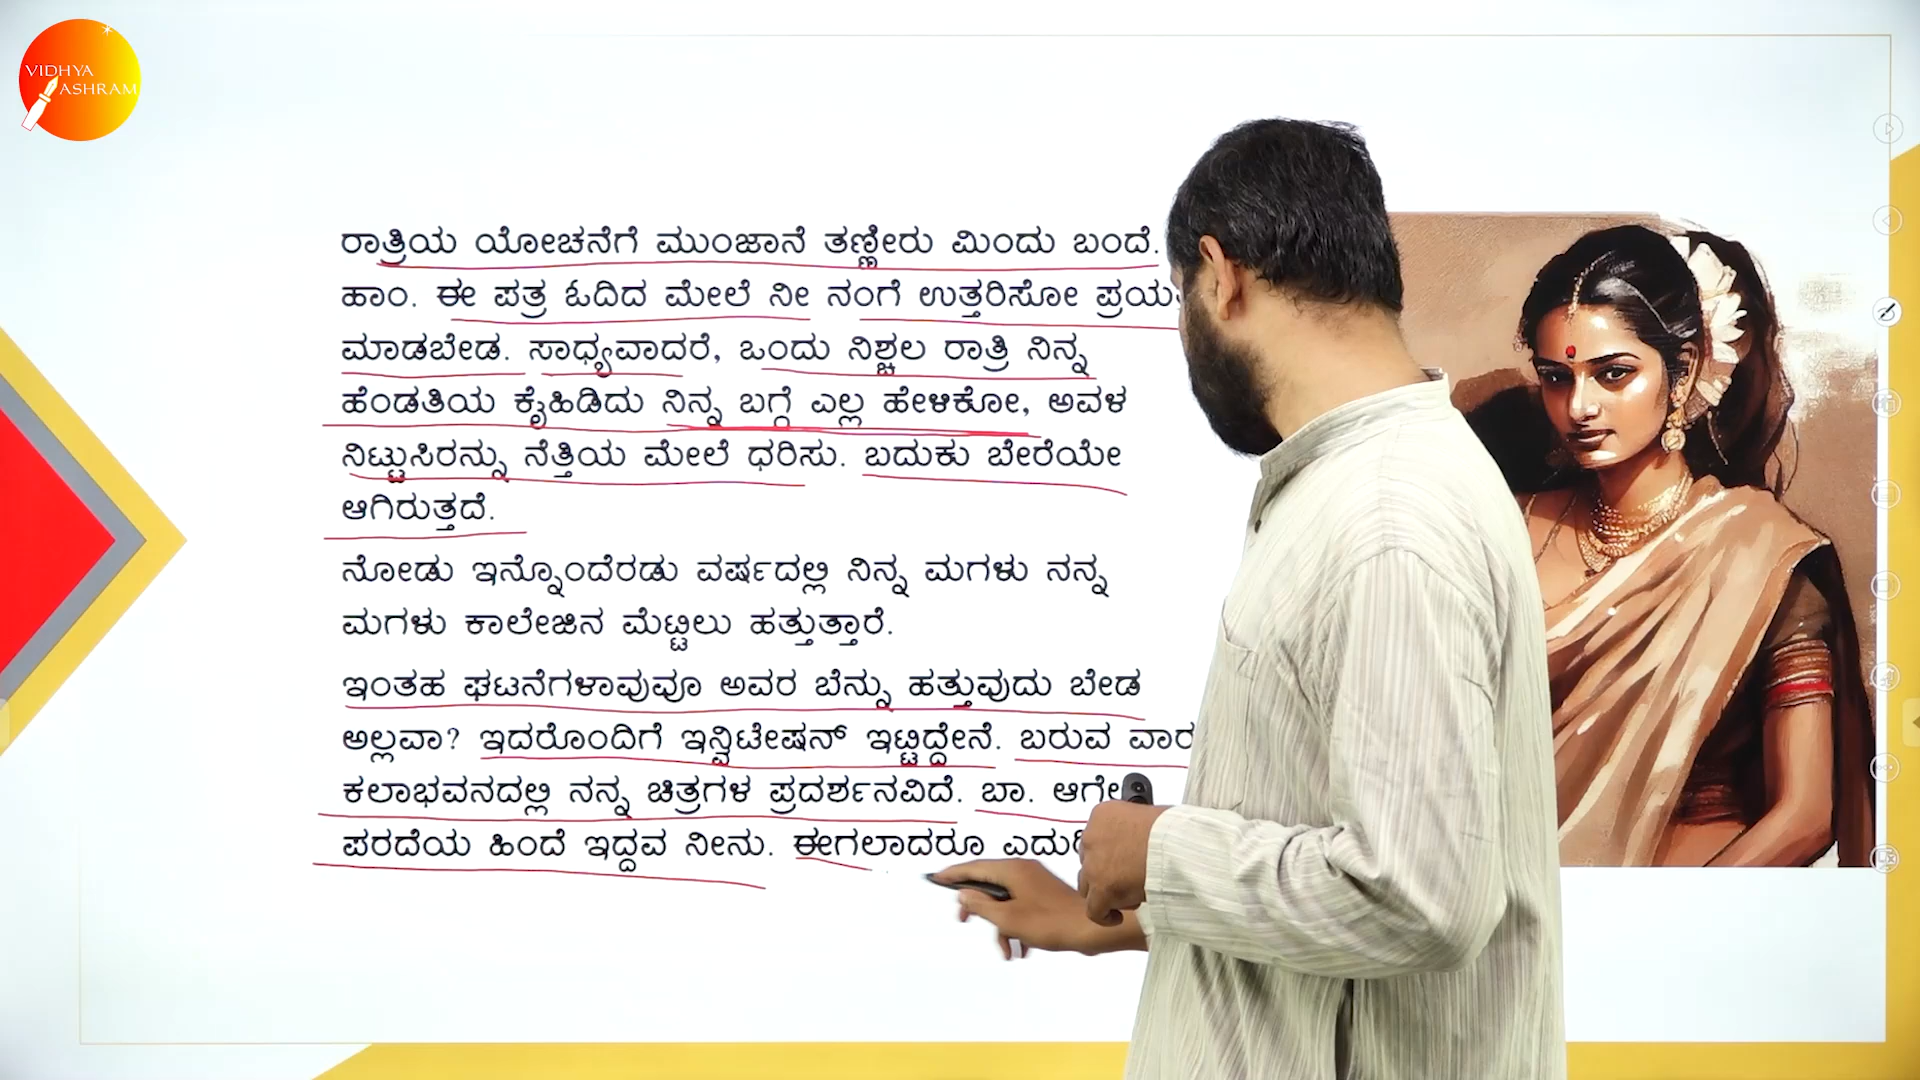 VIDHYA
ASHRAM
ರಾತ್ರಿಯ ಯೋಚನೆಗೆ ಮುಂಜಾನೆ ತಣ್ಣೀರು ಮಿಂದು ಬಂದೆ.
ಹಾಂ. ಈ ಪತ್ರ ಓದಿದ ಮೇಲೆ ನೀ ನಂಗೆ ಉತ್ತರಿಸೋ
ಮಾಡಬೇಡ. ಸಾಧ್ಯವಾದರೆ, ಒಂದು ನಿಶ್ಚಲ ರಾತ್ರಿ ನಿನ್ನ
ಹೆಂಡತಿಯ ಕೈಹಿಡಿದು ನಿನ್ನ ಬಗ್ಗೆ ಎಲ್ಲ ಹೇಳಿಕೋ, ಅವಳ
ನಿಟ್ಟುಸಿರನ್ನು ನೆತ್ತಿಯ ಮೇಲೆ ಧರಿಸು. ಬದುಕು ಬೇರೆಯೇ
ಆಗಿರುತ್ತದೆ.
ನೋಡು ಇನ್ನೊಂದೆರಡು ವರ್ಷದಲ್ಲಿ ನಿನ್ನ ಮಗಳು ನನ್ನ
ಮಗಳು ಕಾಲೇಜಿನ ಮೆಟ್ಟಿಲು ಹತ್ತುತ್ತಾರೆ.
ಇಂತಹ ಘಟನೆಗಳಾವುವೂ ಅವರ ಬೆನ್ನು ಹತ್ತುವುದು ಬೇಡ
ಅಲ್ಲವಾ? ಇದರೊಂದಿಗೆ ಇನ್ವಿಟೇಷನ್ ಇಟ್ಟಿದ್ದೇನೆ. ಬರುವ ವಾರ
ಕಲಾಭವನದಲ್ಲಿ ನನ್ನ ಚಿತ್ರಗಳ ಪ್ರದರ್ಶನವಿದೆ. ಬಾ.
ಪರದೆಯ ಹಿಂದೆ ಇದ್ದವ ನೀನು. ಈಗಲಾದರೂ